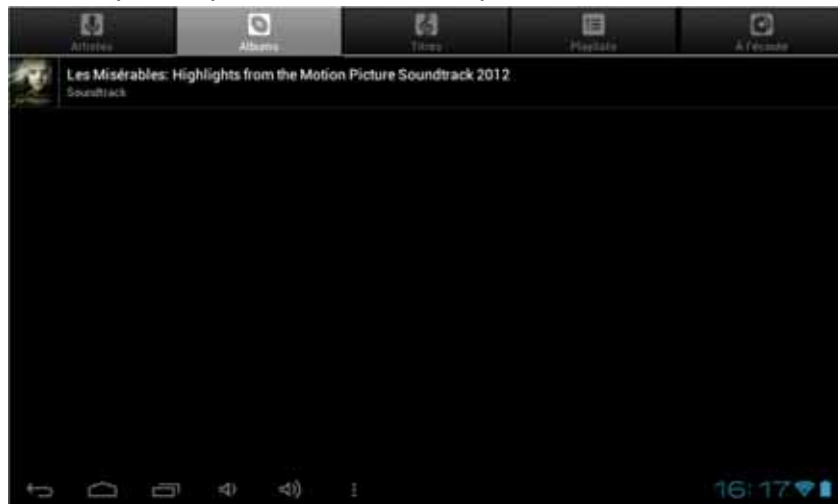 Artistes
Albums
Titres
Playlists
À l'écoute
Les Misérables: Highlights from the Motion Picture Soundtrack 2012
Soundtrack
16:17